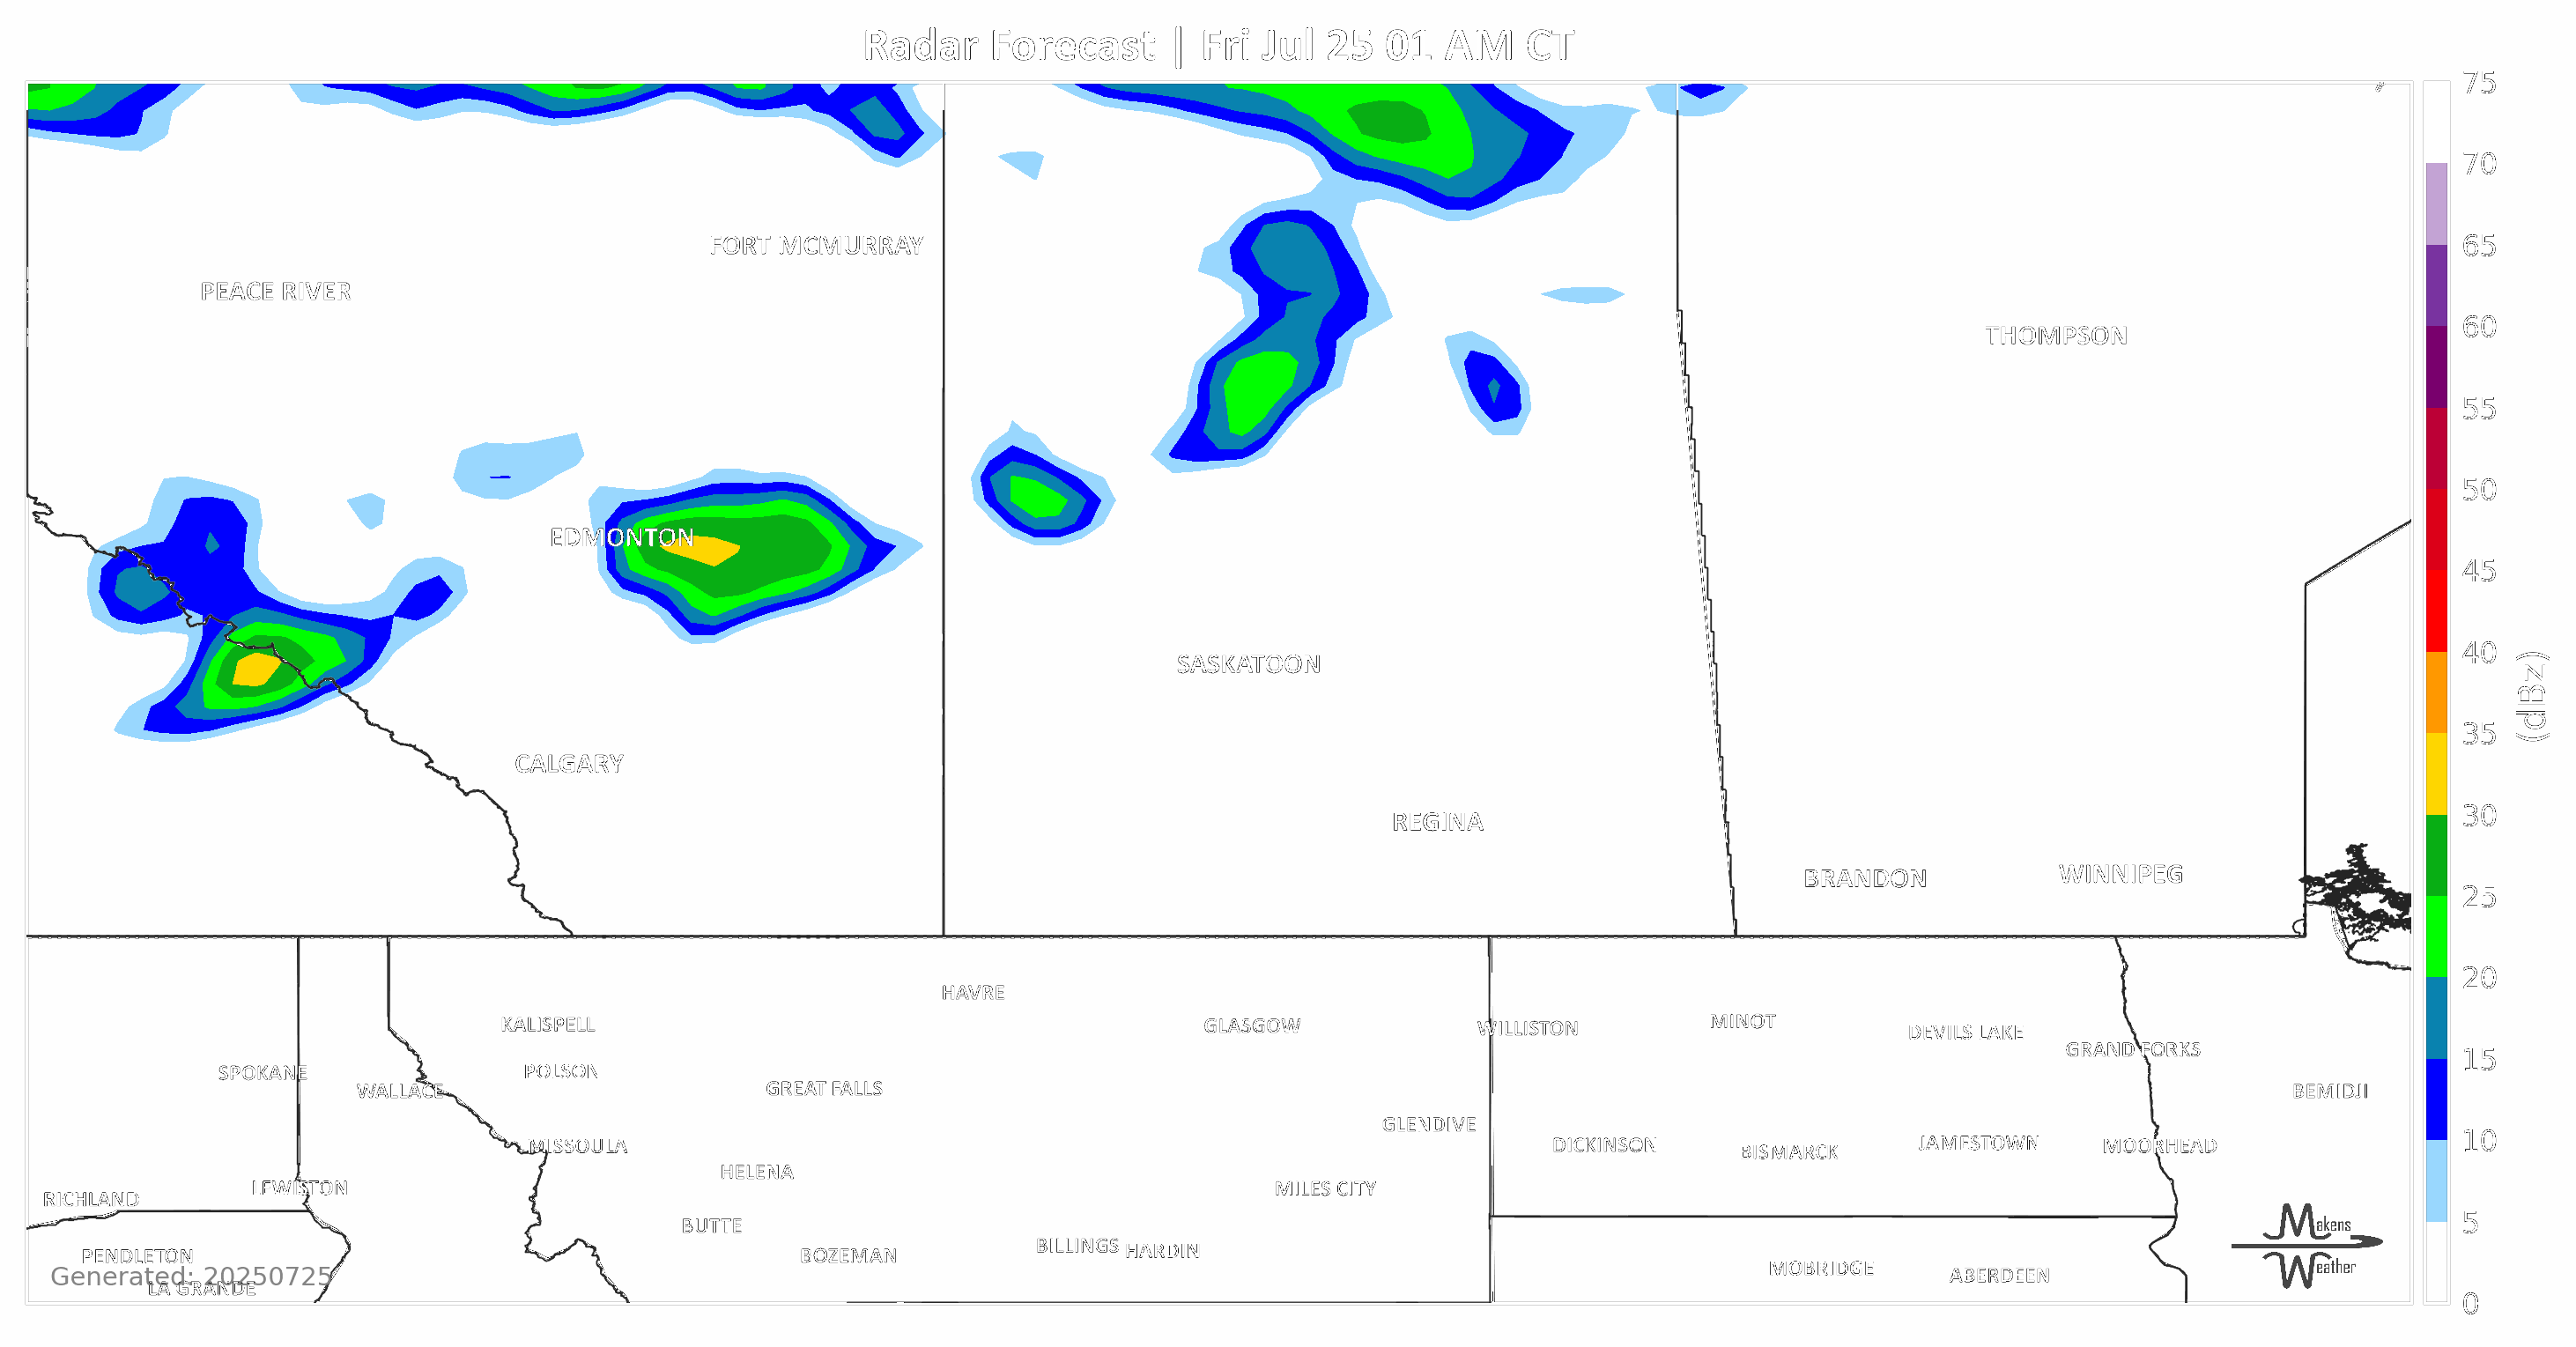 Radar Forecast | Fri Jul 25 01 AM CT
75
70
65
60
55
50
45
40
35
30
25
20
15
10
5
0
(dBz)
FORT MCMURRAY
PEACE RIVER
THOMPSON
EDMONTON
SASKATOON
CALGARY
REGINA
BRANDON
WINNIPEG
HAVRE
KALISPELL
GLASGOW
WILLISTON
MINOT
DEVILS LAKE
GRAND FORKS
SPOKANE
POLSON
WALLACE
GREAT FALLS
BEMIDJI
GLENDIVE
MISSOULA
DICKINSON
BISMARCK
JAMESTOWN
MOORHEAD
HELENA
LEWISTON
MILES CITY
RICHLAND
BUTTE
BILLINGS
HARDIN
PENDLETON
BOZEMAN
MOBRIDGE
ABERDEEN
Generated: 20250725
LA GRANDE
Makens
Weather